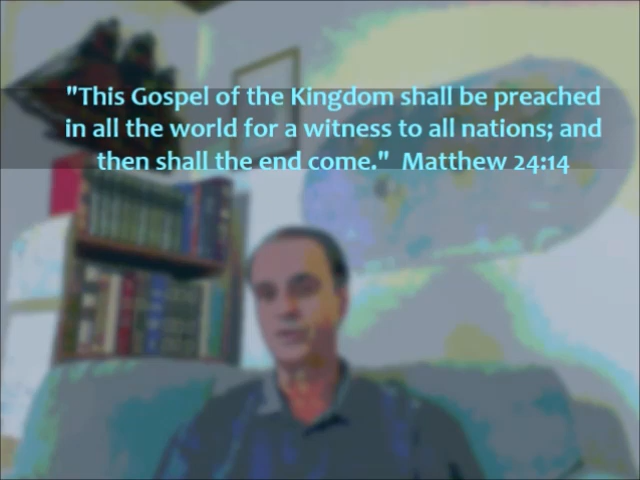 "This Gospel of the Kingdom shall be preached
in all the world for a witness to all nations; and
then shall the end come."  Matthew 24:14